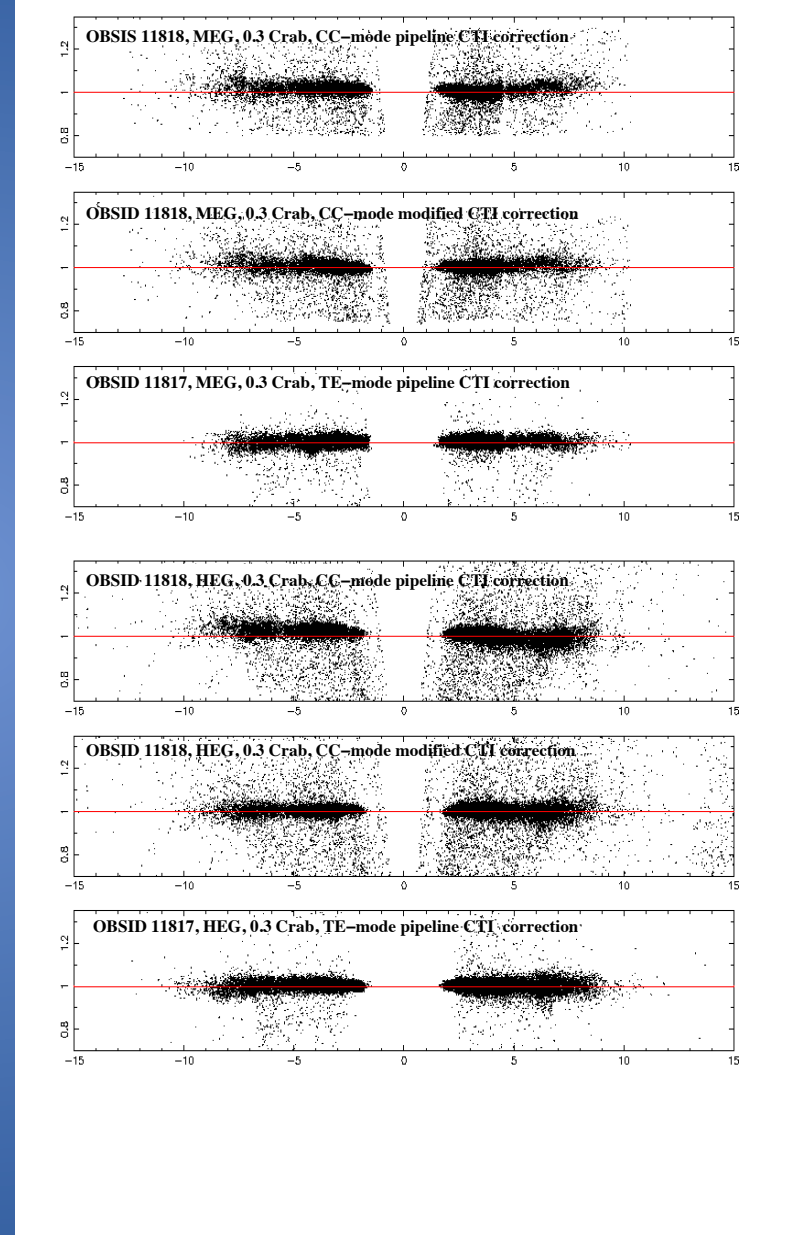 OBSIS 11818, MEG, 0.3 Crab, CC−mode pipeline CTI correction
1.2
1
0.8
−15 −10 −5 0 5 10 15
OBSID 11818, MEG, 0.3 Crab, CC−mode modified CTI correction
1.2
1
0.8
−15 −10 −5 0 5 10 15
OBSID 11817, MEG, 0.3 Crab, TE−mode pipeline CTI correction
1.2
1
0.8
−15 −10 −5 0 5 10 15
OBSID 11818, HEG, 0.3 Crab, CC−mode pipeline CTI correction
1.2
1
0.8
−15 −10 −5 0 5 10 15
OBSID 11818, HEG, 0.3 Crab, CC−mode modified CTI correction
1.2
1
0.8
−15 −10 −5 0 5 10 15
OBSID 11817, HEG, 0.3 Crab, TE−mode pipeline CTI correction
1.2
1
0.8
−15 −10 −5 0 5 10 15